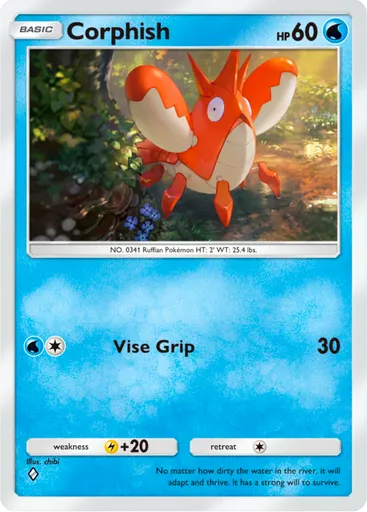 BASIC Corphish HP 60
NO. 0341 Ruffian Pokémon HT: 2' WT: 25.4 lbs.
Vise Grip 30
weakness +20 retreat
Illus. chibi
No matter how dirty the water in the river, it will
adapt and thrive. It has a strong will to survive.